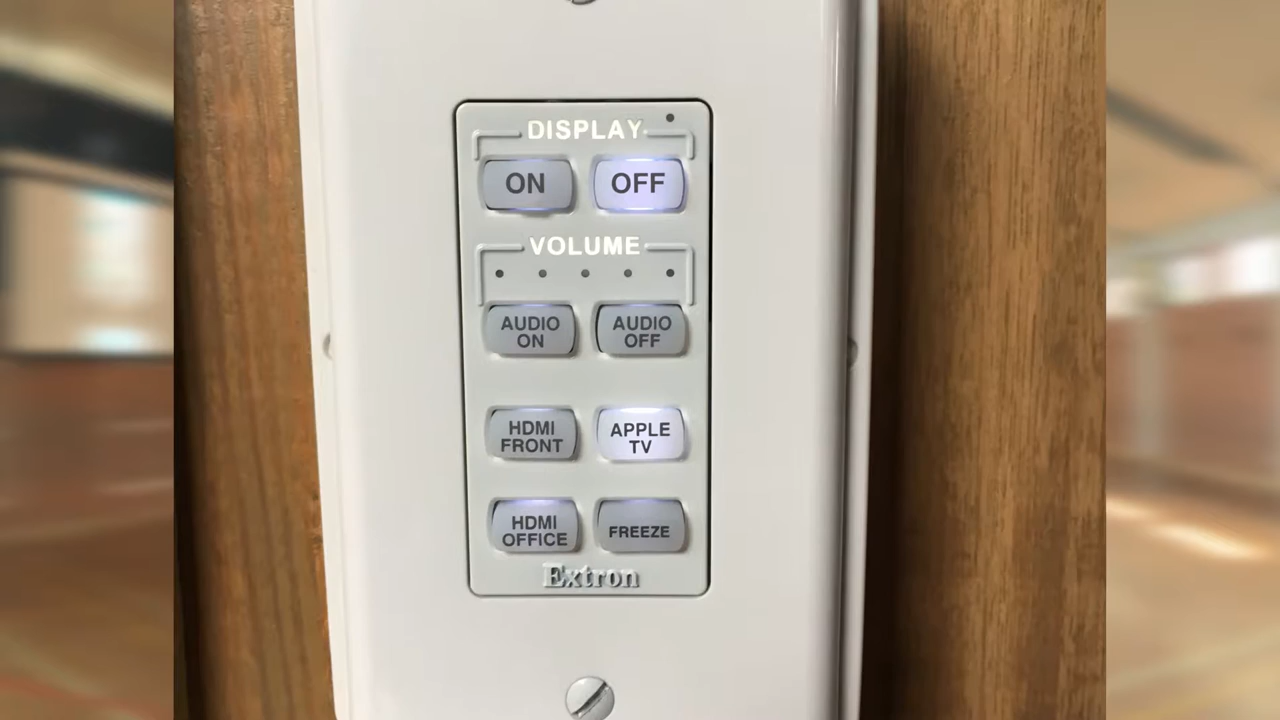 DISPLAY
ON OFF
VOLUME
AUDIO ON AUDIO OFF
HDMI FRONT APPLE TV
HDMI OFFICE FREEZE
Extron